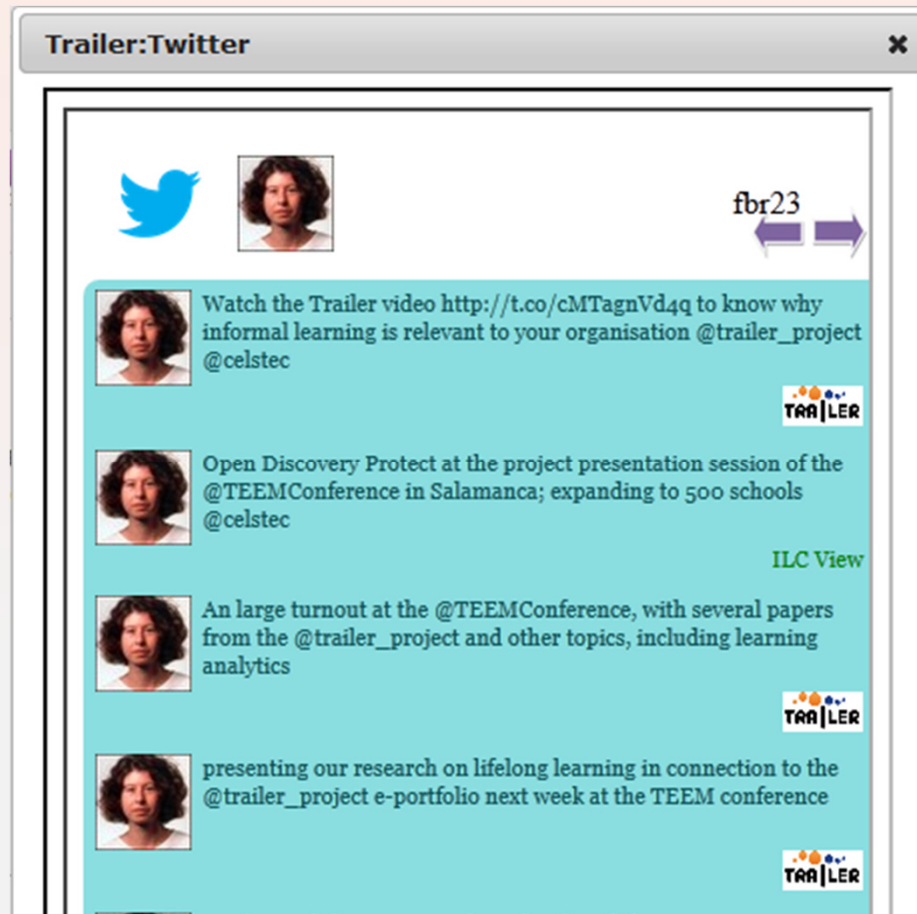 Trailer:Twitter
fbr23
Watch the Trailer video http://t.co/cMTagnVd4q to know why
informal learning is relevant to your organisation @trailer_project
@celstec
TRAILER
Open Discovery Protect at the project presentation session of the
@TEEMConference in Salamanca; expanding to 500 schools
@celstec
ILC View
An large turnout at the @TEEMConference, with several papers
from the @trailer_project and other topics, including learning
analytics
TRAILER
presenting our research on lifelong learning in connection to the
@trailer_project e-portfolio next week at the TEEM conference
TRAILER